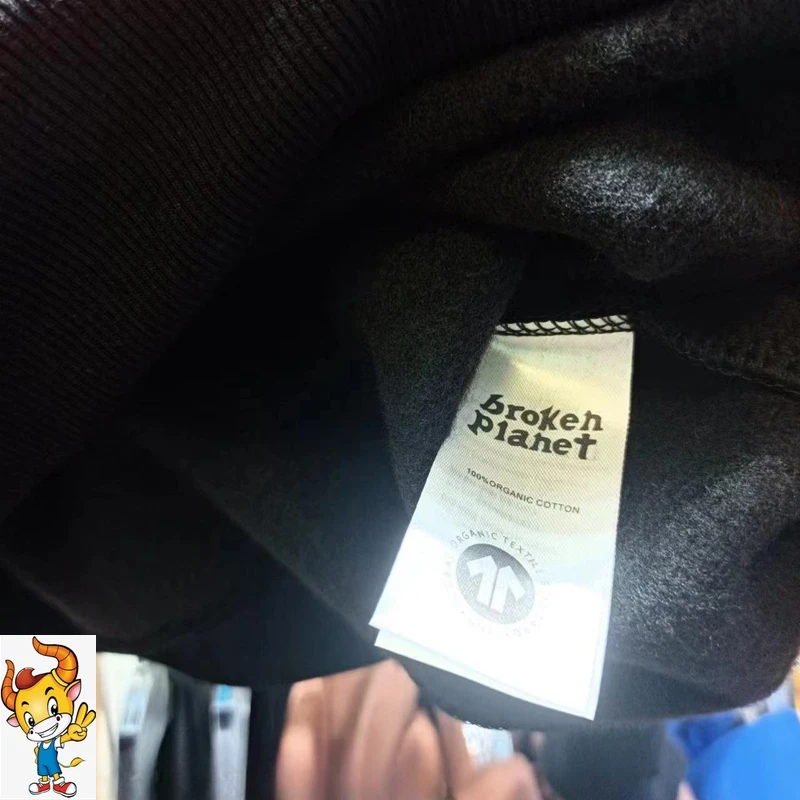 broken
planet
100%ORGANIC COTTON
ORGANIC TEXTILE